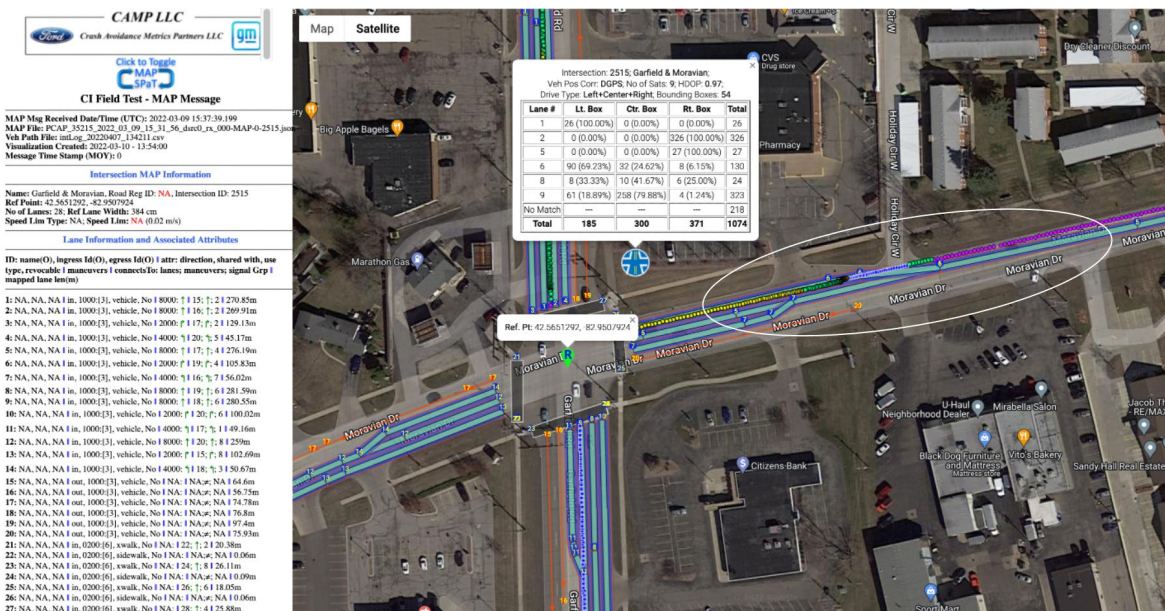 CAMP LLC
Ford
Crash Avoidance Metrics Partners LLC
gm
Click to Toggle
MAP
SPaT
CI Field Test - MAP Message
MAP Msg Received Date/Time (UTC): 2022-03-09 15:37:39.199
MAP File: PCAP_35215_2022_03_09_15_31_56_dsrc0_rx_000-MAP-0-2515.json
Veh Path File: intLog_20220407_134211.csv
Visualization Created: 2022-03-10 - 13:54:00
Message Time Stamp (MOY): 0
Intersection MAP Information
Name: Garfield & Moravian, Road Reg ID: NA, Intersection ID: 2515
Ref Point: 42.5651292, -82.9507924
No of Lanes: 28; Ref Lane Width: 384 cm
Speed Lim Type: NA; Speed Lim: NA (0.02 m/s)
Lane Information and Associated Attributes
ID: name(O), ingress Id(O), egress Id(O) | attr: direction, shared with, use
type, revocable | maneuvers | connectsTo: lanes; maneuvers; signal Grp |
mapped lane len(m)
1: NA, NA, NA | in, 1000:[3], vehicle, No | 8000: ↑ | 15; ↑; 2 | 270.85m
2: NA, NA, NA | in, 1000:[3], vehicle, No | 8000: ↑ | 16; ↑; 2 | 269.91m
3: NA, NA, NA | in, 1000:[3], vehicle, No | 2000: ↱ | 17; ↱; 2 | 129.13m
4: NA, NA, NA | in, 1000:[3], vehicle, No | 4000: ↰ | 20; ↰; 5 | 45.17m
5: NA, NA, NA | in, 1000:[3], vehicle, No | 8000: ↑ | 17; ↑; 4 | 276.19m
6: NA, NA, NA | in, 1000:[3], vehicle, No | 2000: ↱ | 19; ↱; 4 | 105.83m
7: NA, NA, NA | in, 1000:[3], vehicle, No | 4000: ↰ | 16; ↰; 7 | 56.02m
8: NA, NA, NA | in, 1000:[3], vehicle, No | 8000: ↑ | 19; ↑; 6 | 281.59m
9: NA, NA, NA | in, 1000:[3], vehicle, No | 8000: ↑ | 18; ↑; 6 | 280.55m
10: NA, NA, NA | in, 1000:[3], vehicle, No | 2000: ↱ | 20; ↱; 6 | 100.02m
11: NA, NA, NA | in, 1000:[3], vehicle, No | 4000: ↰ | 17; ↰; 1 | 49.16m
12: NA, NA, NA | in, 1000:[3], vehicle, No | 8000: ↑ | 20; ↑; 8 | 259m
13: NA, NA, NA | in, 1000:[3], vehicle, No | 2000: ↱ | 15; ↱; 8 | 102.69m
14: NA, NA, NA | in, 1000:[3], vehicle, No | 4000: ↰ | 18; ↰; 3 | 50.67m
15: NA, NA, NA | out, 1000:[3], vehicle, No | NA: | NA;≠; NA | 64.6m
16: NA, NA, NA | out, 1000:[3], vehicle, No | NA: | NA;≠; NA | 56.75m
17: NA, NA, NA | out, 1000:[3], vehicle, No | NA: | NA;≠; NA | 74.78m
18: NA, NA, NA | out, 1000:[3], vehicle, No | NA: | NA;≠; NA | 76.8m
19: NA, NA, NA | out, 1000:[3], vehicle, No | NA: | NA;≠; NA | 97.4m
20: NA, NA, NA | out, 1000:[3], vehicle, No | NA: | NA;≠; NA | 75.93m
21: NA, NA, NA | in, 0200:[6], xwalk, No | NA: | 22; ↑; 2 | 20.38m
22: NA, NA, NA | in, 0200:[6], sidewalk, No | NA: | NA;≠; NA | 0.06m
23: NA, NA, NA | in, 0200:[6], xwalk, No | NA: | 24; ↑; 8 | 26.11m
24: NA, NA, NA | in, 0200:[6], sidewalk, No | NA: | NA;≠; NA | 0.09m
25: NA, NA, NA | in, 0200:[6], xwalk, No | NA: | 26; ↑; 6 | 18.05m
26: NA, NA, NA | in, 0200:[6], sidewalk, No | NA: | NA;≠; NA | 0.06m
27: NA, NA, NA | in, 0200:[6], xwalk, No | NA: | 28; ↑; 4 | 25.88m
Map Satellite
Intersection: 2515; Garfield & Moravian;
Veh Pos Corr: DGPS; No of Sats: 9; HDOP: 0.97;
Drive Type: Left+Center+Right; Bounding Boxes: 54
Lane # Lt. Box Ctr. Box Rt. Box Total
1 26 (100.00%) 0 (0.00%) 0 (0.00%) 26
2 0 (0.00%) 0 (0.00%) 326 (100.00%) 326
5 0 (0.00%) 0 (0.00%) 27 (100.00%) 27
6 90 (69.23%) 32 (24.62%) 8 (6.15%) 130
8 8 (33.33%) 10 (41.67%) 6 (25.00%) 24
9 61 (18.89%) 258 (79.88%) 4 (1.24%) 323
No Match --- --- --- 218
Total 185 300 371 1074
Ref. Pt: 42.5651292, -82.9507924
R
CVS
Drug store
Pharmacy
Big Apple Bagels
Marathon Gas
Holiday Cir W
Holiday Cir W
Dry Cleaner Discount
Moravian Dr
Moravian Dr
Moravian Dr
Moravian Dr
Moravian Dr
Moravian
Citizens Bank
U-Haul
Neighborhood Dealer
Mirabella Salon
Black Dog Furniture
and Mattress
Mattress store
Vito's Bakery
Jacob Th
- RE/MA
Sandy Hall Real Estate
Sport Mart